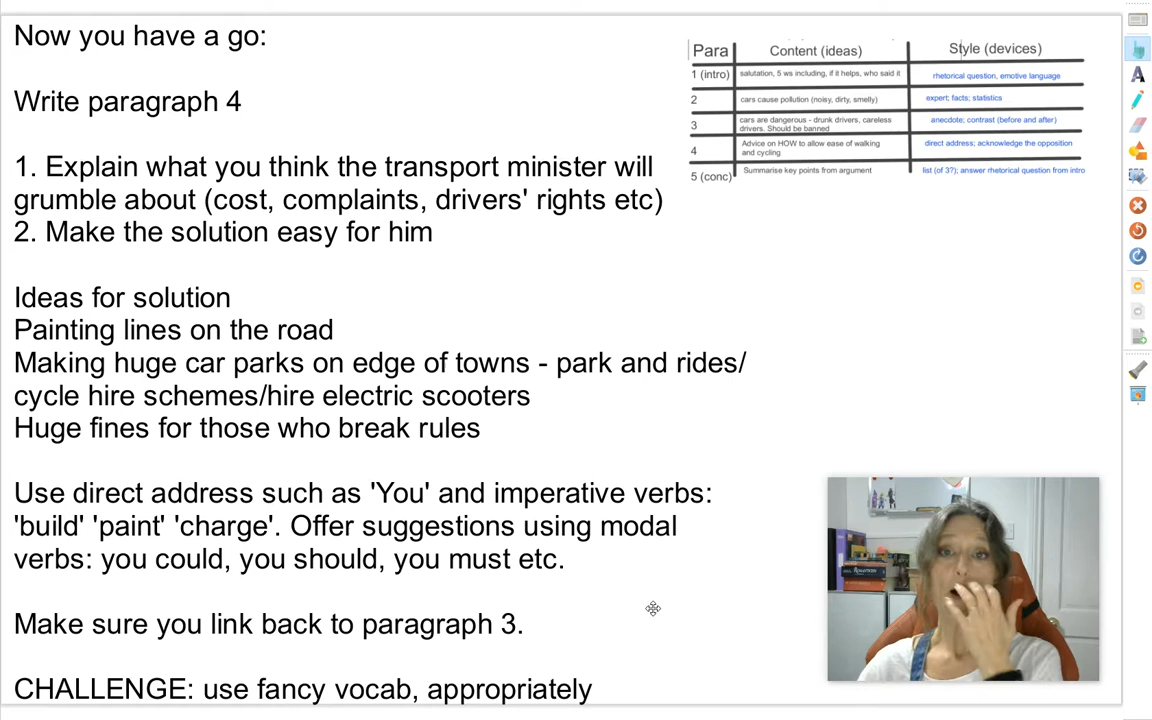 Now you have a go:
Write paragraph 4
1. Explain what you think the transport minister will
grumble about (cost, complaints, drivers' rights etc)
2. Make the solution easy for him
Ideas for solution
Painting lines on the road
Making huge car parks on edge of towns - park and rides/
cycle hire schemes/hire electric scooters
Huge fines for those who break rules
Use direct address such as 'You' and imperative verbs:
'build' 'paint' 'charge'. Offer suggestions using modal
verbs: you could, you should, you must etc.
Make sure you link back to paragraph 3.
CHALLENGE: use fancy vocab, appropriately
Para Content (ideas) Style (devices)
1 (intro) salutation, 5 ws including, if it helps, who said it rhetorical question, emotive language
2 cars cause pollution (noisy, dirty, smelly) expert; facts; statistics
3 cars are dangerous - drunk drivers, careless anecdote; contrast (before and after)
drivers. Should be banned
4 Advice on HOW to allow ease of walking direct address; acknowledge the opposition
and cycling
5 (conc) Summarise key points from argument list (of 3?); answer rhetorical question from intro